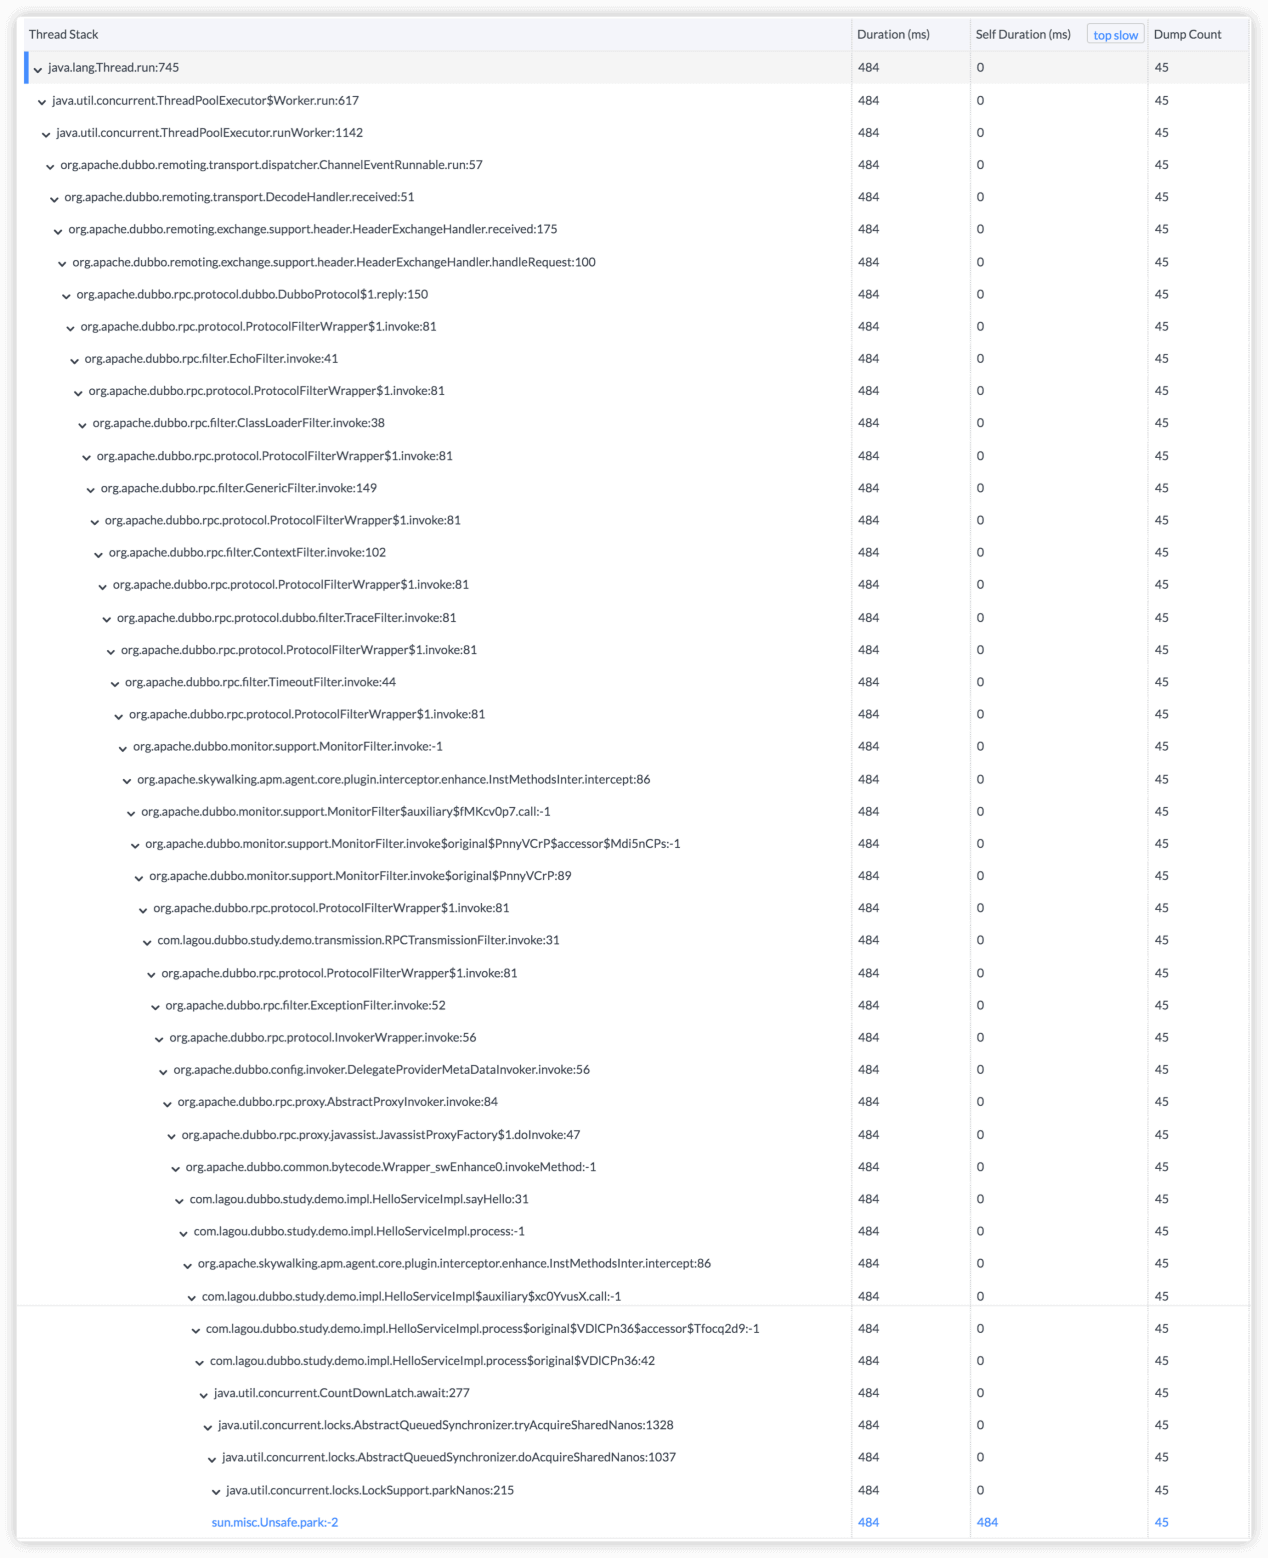 Thread Stack Duration (ms) Self Duration (ms) top slow Dump Count
java.lang.Thread.run:745 484 0 45
java.util.concurrent.ThreadPoolExecutor$Worker.run:617 484 0 45
java.util.concurrent.ThreadPoolExecutor.runWorker:1142 484 0 45
org.apache.dubbo.remoting.transport.dispatcher.ChannelEventRunnable.run:57 484 0 45
org.apache.dubbo.remoting.transport.DecodeHandler.received:51 484 0 45
org.apache.dubbo.remoting.exchange.support.header.HeaderExchangeHandler.received:175 484 0 45
org.apache.dubbo.remoting.exchange.support.header.HeaderExchangeHandler.handleRequest:100 484 0 45
org.apache.dubbo.rpc.protocol.dubbo.DubboProtocol$1.reply:150 484 0 45
org.apache.dubbo.rpc.protocol.ProtocolFilterWrapper$1.invoke:81 484 0 45
org.apache.dubbo.rpc.filter.EchoFilter.invoke:41 484 0 45
org.apache.dubbo.rpc.protocol.ProtocolFilterWrapper$1.invoke:81 484 0 45
org.apache.dubbo.rpc.filter.ClassLoaderFilter.invoke:38 484 0 45
org.apache.dubbo.rpc.protocol.ProtocolFilterWrapper$1.invoke:81 484 0 45
org.apache.dubbo.rpc.filter.GenericFilter.invoke:149 484 0 45
org.apache.dubbo.rpc.protocol.ProtocolFilterWrapper$1.invoke:81 484 0 45
org.apache.dubbo.rpc.filter.ContextFilter.invoke:102 484 0 45
org.apache.dubbo.rpc.protocol.ProtocolFilterWrapper$1.invoke:81 484 0 45
org.apache.dubbo.rpc.protocol.dubbo.filter.TraceFilter.invoke:81 484 0 45
org.apache.dubbo.rpc.protocol.ProtocolFilterWrapper$1.invoke:81 484 0 45
org.apache.dubbo.rpc.filter.TimeoutFilter.invoke:44 484 0 45
org.apache.dubbo.rpc.protocol.ProtocolFilterWrapper$1.invoke:81 484 0 45
org.apache.dubbo.monitor.support.MonitorFilter.invoke:-1 484 0 45
org.apache.skywalking.apm.agent.core.plugin.interceptor.enhance.InstMethodsInter.intercept:86 484 0 45
org.apache.dubbo.monitor.support.MonitorFilter$auxiliary$fMKcv0p7.call:-1 484 0 45
org.apache.dubbo.monitor.support.MonitorFilter.invoke$original$PnnyVCrP$accessor$Mdi5nCPs:-1 484 0 45
org.apache.dubbo.monitor.support.MonitorFilter.invoke$original$PnnyVCrP:89 484 0 45
org.apache.dubbo.rpc.protocol.ProtocolFilterWrapper$1.invoke:81 484 0 45
com.lagou.dubbo.study.demo.transmission.RPCTransmissionFilter.invoke:31 484 0 45
org.apache.dubbo.rpc.protocol.ProtocolFilterWrapper$1.invoke:81 484 0 45
org.apache.dubbo.rpc.filter.ExceptionFilter.invoke:52 484 0 45
org.apache.dubbo.rpc.protocol.InvokerWrapper.invoke:56 484 0 45
org.apache.dubbo.config.invoker.DelegateProviderMetaDataInvoker.invoke:56 484 0 45
org.apache.dubbo.rpc.proxy.AbstractProxyInvoker.invoke:84 484 0 45
org.apache.dubbo.rpc.proxy.javassist.JavassistProxyFactory$1.doInvoke:47 484 0 45
org.apache.dubbo.common.bytecode.Wrapper_swEnhance0.invokeMethod:-1 484 0 45
com.lagou.dubbo.study.demo.impl.HelloServiceImpl.sayHello:31 484 0 45
com.lagou.dubbo.study.demo.impl.HelloServiceImpl.process:-1 484 0 45
org.apache.skywalking.apm.agent.core.plugin.interceptor.enhance.InstMethodsInter.intercept:86 484 0 45
com.lagou.dubbo.study.demo.impl.HelloServiceImpl$auxiliary$xc0YvusX.call:-1 484 0 45
com.lagou.dubbo.study.demo.impl.HelloServiceImpl.process$original$VDICPn36$accessor$Tfocq2d9:-1 484 0 45
com.lagou.dubbo.study.demo.impl.HelloServiceImpl.process$original$VDICPn36:42 484 0 45
java.util.concurrent.CountDownLatch.await:277 484 0 45
java.util.concurrent.locks.AbstractQueuedSynchronizer.tryAcquireSharedNanos:1328 484 0 45
java.util.concurrent.locks.AbstractQueuedSynchronizer.doAcquireSharedNanos:1037 484 0 45
java.util.concurrent.locks.LockSupport.parkNanos:215 484 0 45
sun.misc.Unsafe.park:-2 484 484 45